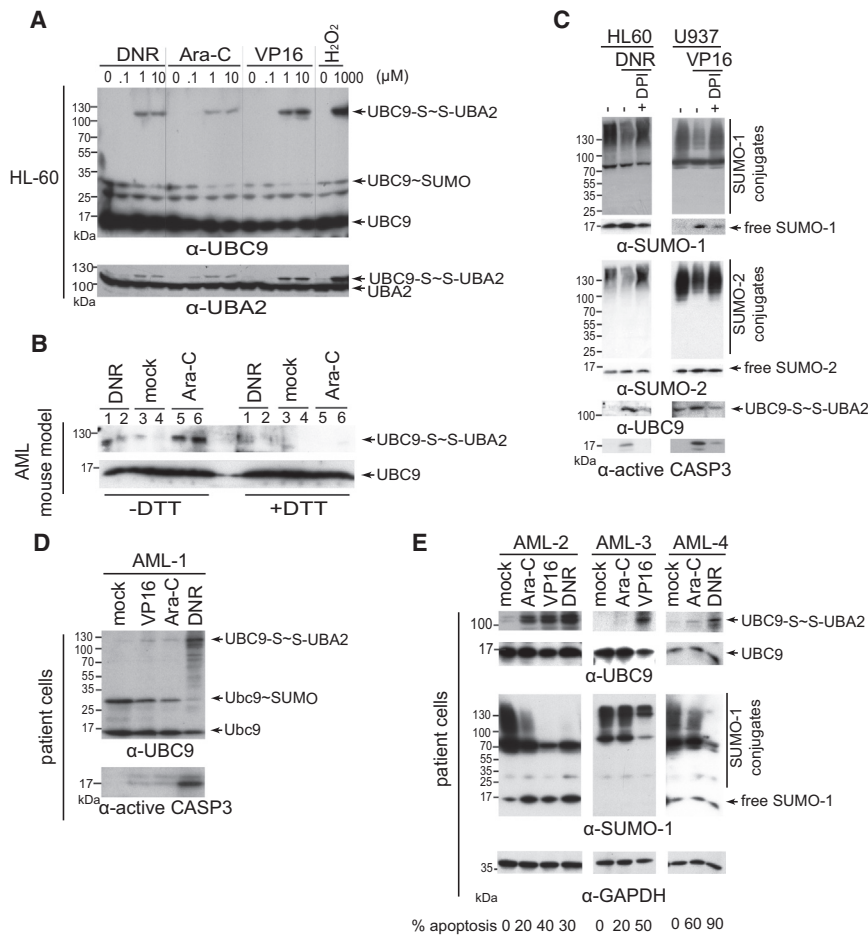 A
DNR Ara-C VP16 H₂O₂
0 .1 1 10 0 .1 1 10 0 .1 1 10 0 1000 (μM)
HL-60
130
100
70
55
35
25
17
kDa
UBC9-S~S-UBA2
UBC9~SUMO
UBC9
α-UBC9
130
100
kDa
UBC9-S~S-UBA2
UBA2
α-UBA2
B
AML
mouse model
DNR mock Ara-C DNR mock Ara-C
1 2 3 4 5 6 1 2 3 4 5 6
130
17
UBC9-S~S-UBA2
UBC9
-DTT +DTT
C
HL60 U937
DNR VP16
DPI DPI
- - + - - +
130
100
70
55
35
25
17
SUMO-1
conjugates
free SUMO-1
α-SUMO-1
130
100
70
55
35
25
17
SUMO-2
conjugates
free SUMO-2
α-SUMO-2
100
UBC9-S~S-UBA2
α-UBC9
17
kDa
α-active CASP3
D
AML-1
mock VP16 Ara-C DNR
patient cells
130
100
70
55
35
25
17
UBC9-S~S-UBA2
Ubc9~SUMO
Ubc9
α-UBC9
17
kDa
α-active CASP3
E
AML-2 AML-3 AML-4
mock Ara-C VP16 DNR mock Ara-C VP16 mock Ara-C DNR
patient cells
100
UBC9-S~S-UBA2
17
UBC9
α-UBC9
130
100
70
55
35
25
17
SUMO-1
conjugates
free SUMO-1
α-SUMO-1
35
kDa
α-GAPDH
% apoptosis 0 20 40 30 0 20 50 0 60 90